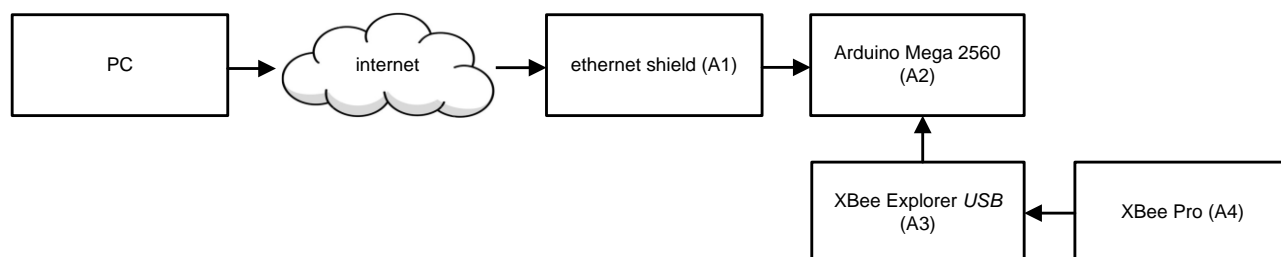 PC
internet
ethernet shield (A1)
Arduino Mega 2560
(A2)
XBee Explorer USB
(A3)
XBee Pro (A4)